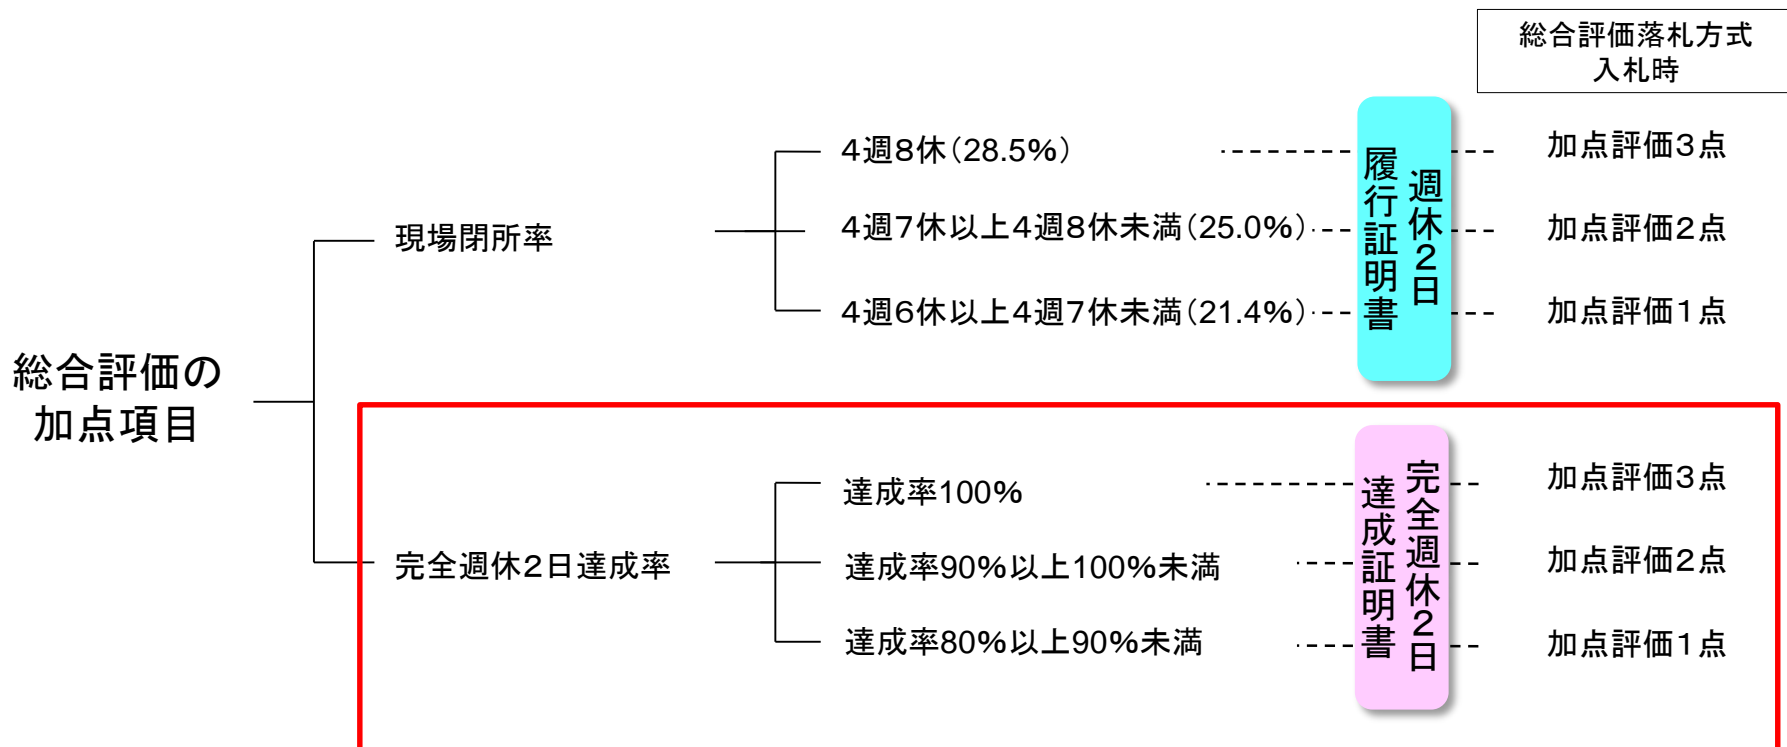 総合評価落札方式
入札時
総合評価の
加点項目
現場閉所率
4週8休（28.5%）
加点評価3点
4週7休以上4週8休未満（25.0%）
加点評価2点
4週6休以上4週7休未満（21.4%）
加点評価1点
週休2日
履行証明書
完全週休2日達成率
達成率100%
加点評価3点
達成率90%以上100%未満
加点評価2点
達成率80%以上90%未満
加点評価1点
完全週休2日
達成証明書